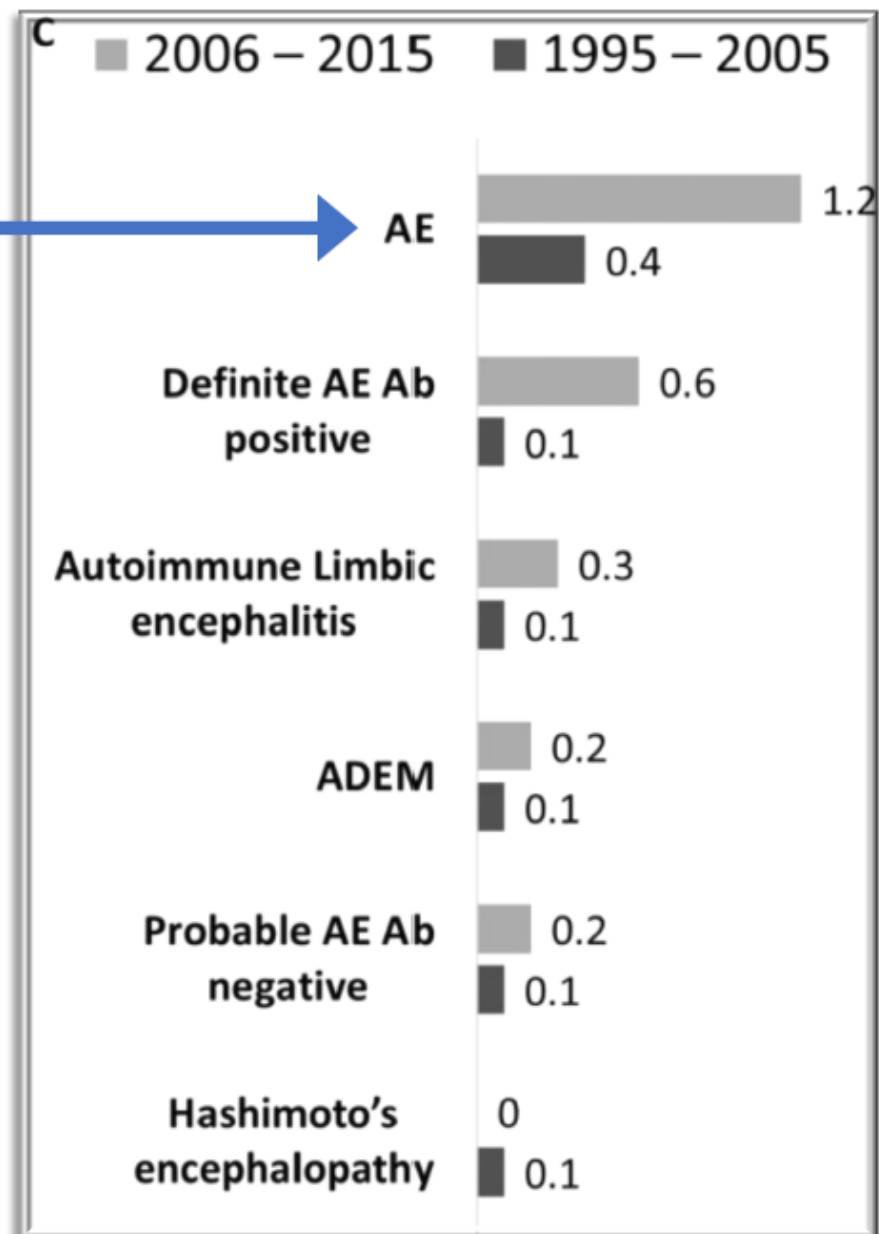 C
2006 – 2015 1995 – 2005
AE
1.2
0.4
Definite AE Ab
positive
0.6
0.1
Autoimmune Limbic
encephalitis
0.3
0.1
ADEM
0.2
0.1
Probable AE Ab
negative
0.2
0.1
Hashimoto’s
encephalopathy
0
0.1